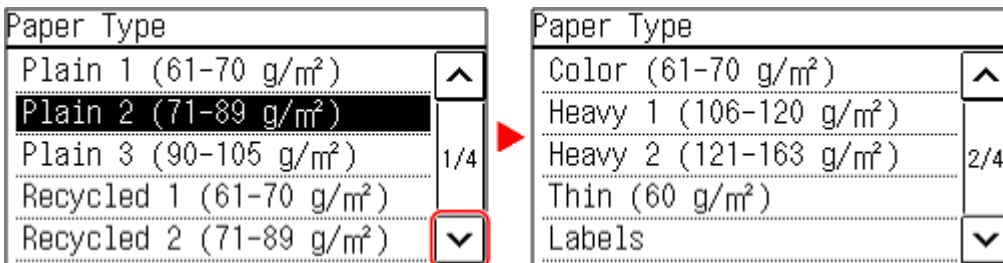 Paper Type
Plain 1 (61-70 g/㎡)
Plain 2 (71-89 g/㎡)
Plain 3 (90-105 g/㎡)
1/4
Recycled 1 (61-70 g/㎡)
Recycled 2 (71-89 g/㎡)
Paper Type
Color (61-70 g/㎡)
Heavy 1 (106-120 g/㎡)
Heavy 2 (121-163 g/㎡)
2/4
Thin (60 g/㎡)
Labels